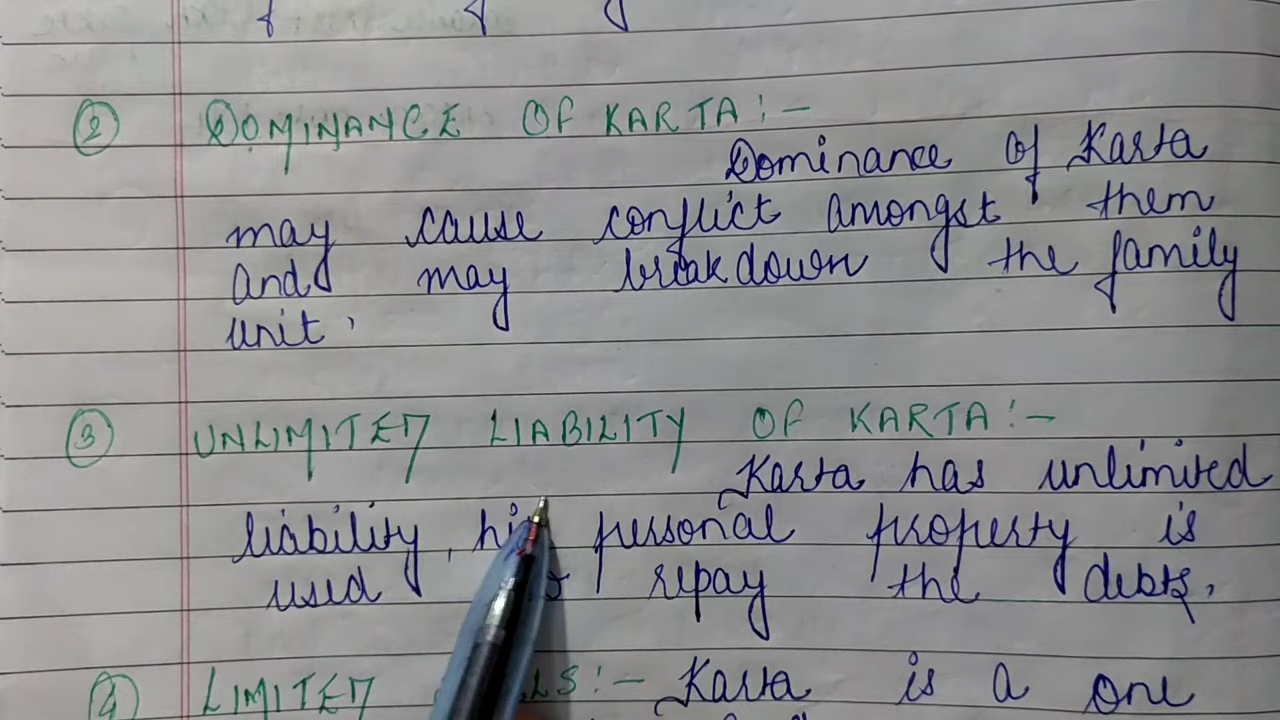 ② DOMINANCE OF KARTA:-
Dominance of Karta
may cause conflict amongst them
and may breakdown the family
unit.
③ UNLIMITED LIABILITY OF KARTA:-
Karta has unlimited
liability, personal property is
used repay the debts.
④ LIMITED :- Karta is a one